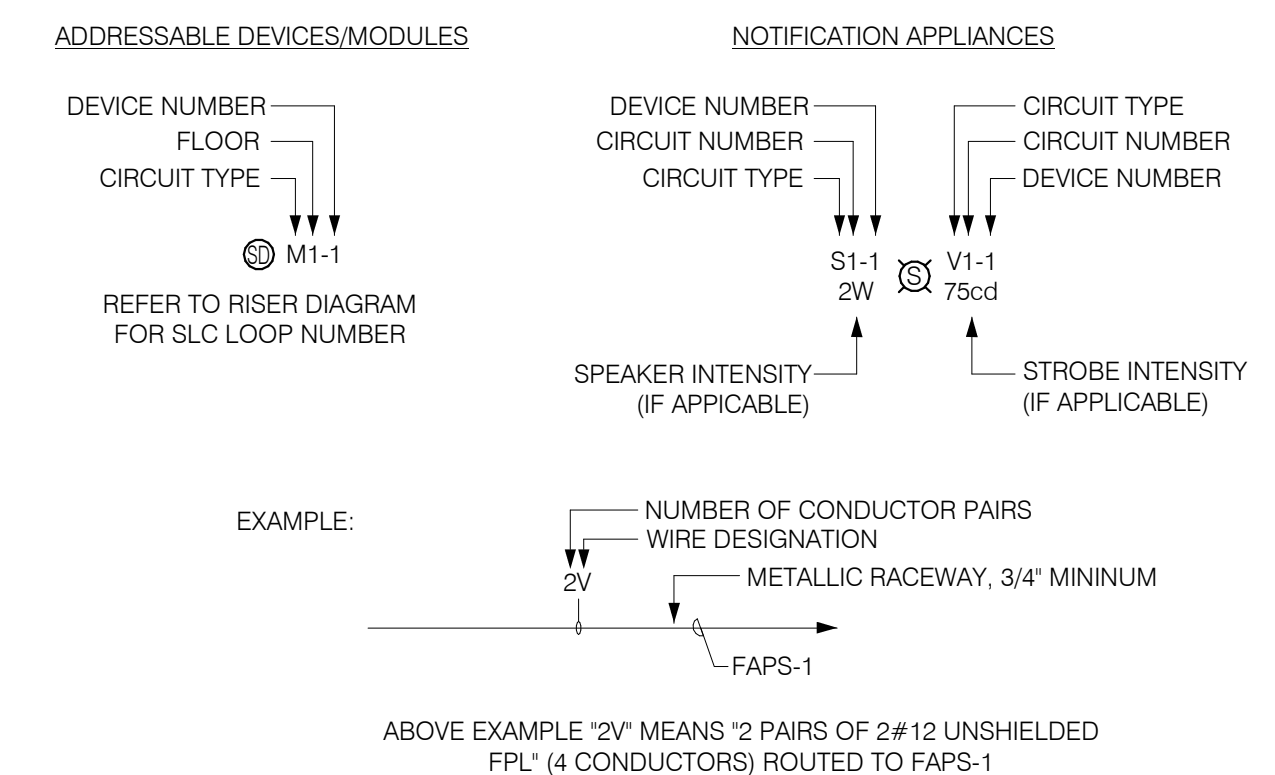 ADDRESSABLE DEVICES/MODULES
DEVICE NUMBER
FLOOR
CIRCUIT TYPE
SD M1-1
REFER TO RISER DIAGRAM
FOR SLC LOOP NUMBER
NOTIFICATION APPLIANCES
DEVICE NUMBER
CIRCUIT NUMBER
CIRCUIT TYPE
CIRCUIT TYPE
CIRCUIT NUMBER
DEVICE NUMBER
S1-1
2W
S
V1-1
75cd
SPEAKER INTENSITY
(IF APPICABLE)
STROBE INTENSITY
(IF APPLICABLE)
EXAMPLE:
NUMBER OF CONDUCTOR PAIRS
WIRE DESIGNATION
2V
METALLIC RACEWAY, 3/4" MININUM
FAPS-1
ABOVE EXAMPLE "2V" MEANS "2 PAIRS OF 2#12 UNSHIELDED
FPL" (4 CONDUCTORS) ROUTED TO FAPS-1